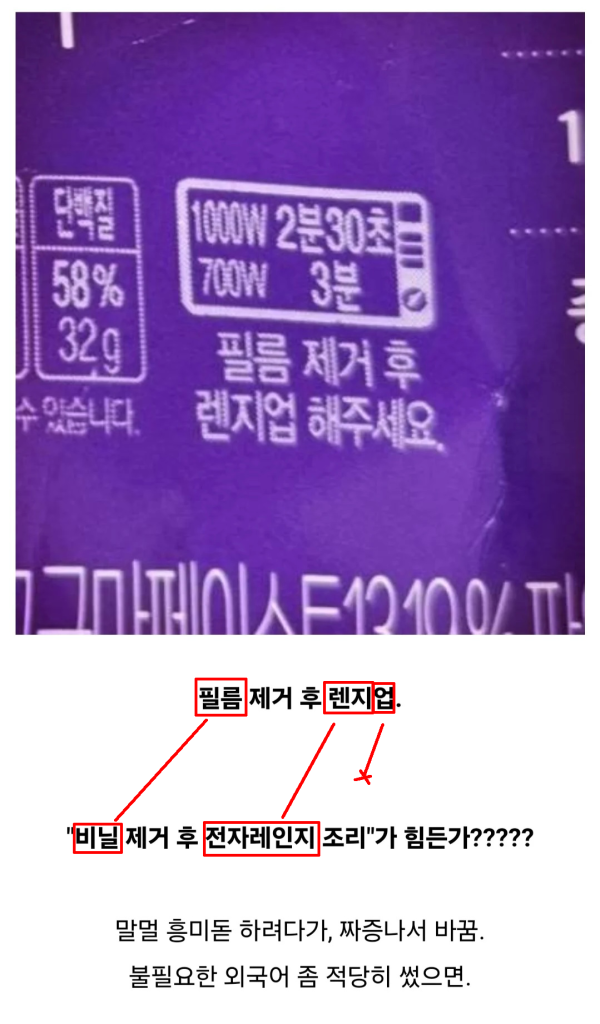 1
단백질
1000W 2분30초
58%
700W 3분
32g
필름 제거 후
수 있습니다.
렌지업 해주세요.
필름 제거 후 렌지업.
"비닐 제거 후 전자레인지 조리"가 힘든가?????
말멀 흥미돋 하려다가, 짜증나서 바꿈.
불필요한 외국어 좀 적당히 썼으면.